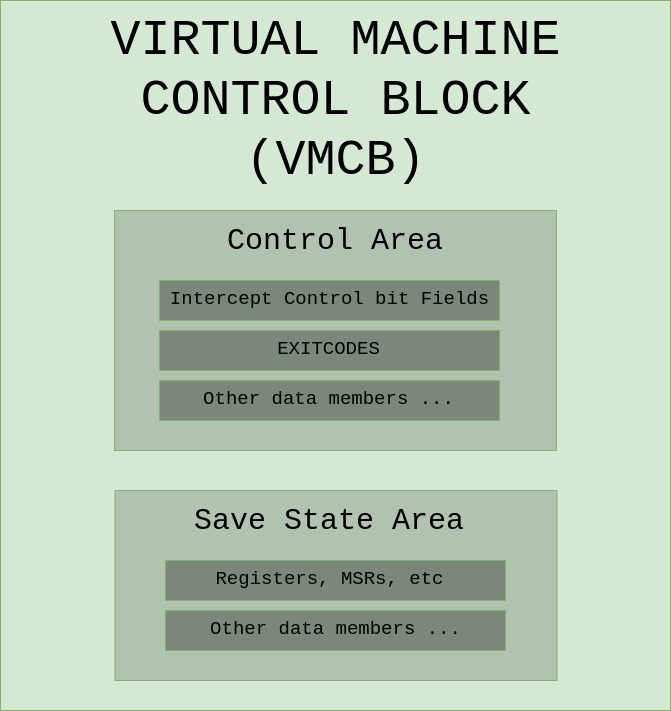 VIRTUAL MACHINE
CONTROL BLOCK
(VMCB)
Control Area
Intercept Control bit Fields
EXITCODES
Other data members ...
Save State Area
Registers, MSRs, etc
Other data members ...